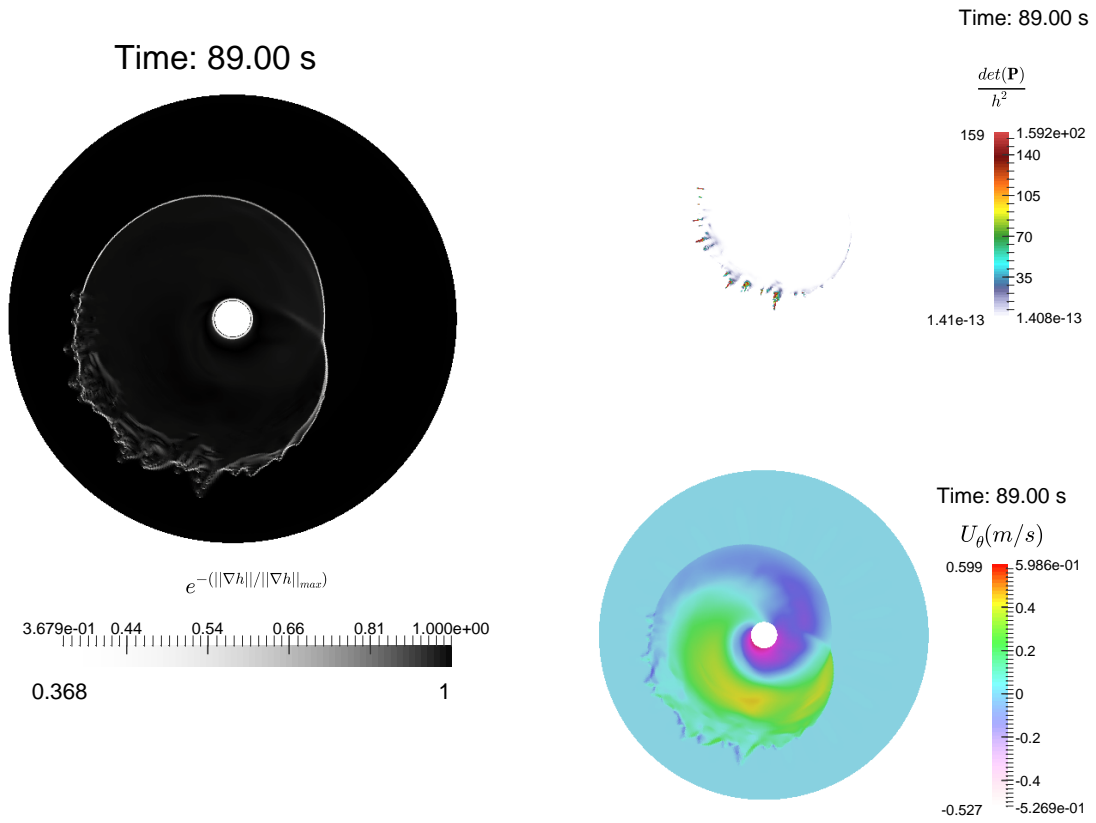 Time: 89.00 s
e^{-(||∇h||/||∇h||_{max})}
3.679e-01 0.44 0.54 0.66 0.81 1.000e+00
0.368 1
Time: 89.00 s
det(P)
h^2
159 1.592e+02
140
105
70
35
1.41e-13 1.408e-13
Time: 89.00 s
U_θ(m/s)
0.599 5.986e-01
0.4
0.2
0
-0.2
-0.4
-0.527 -5.269e-01